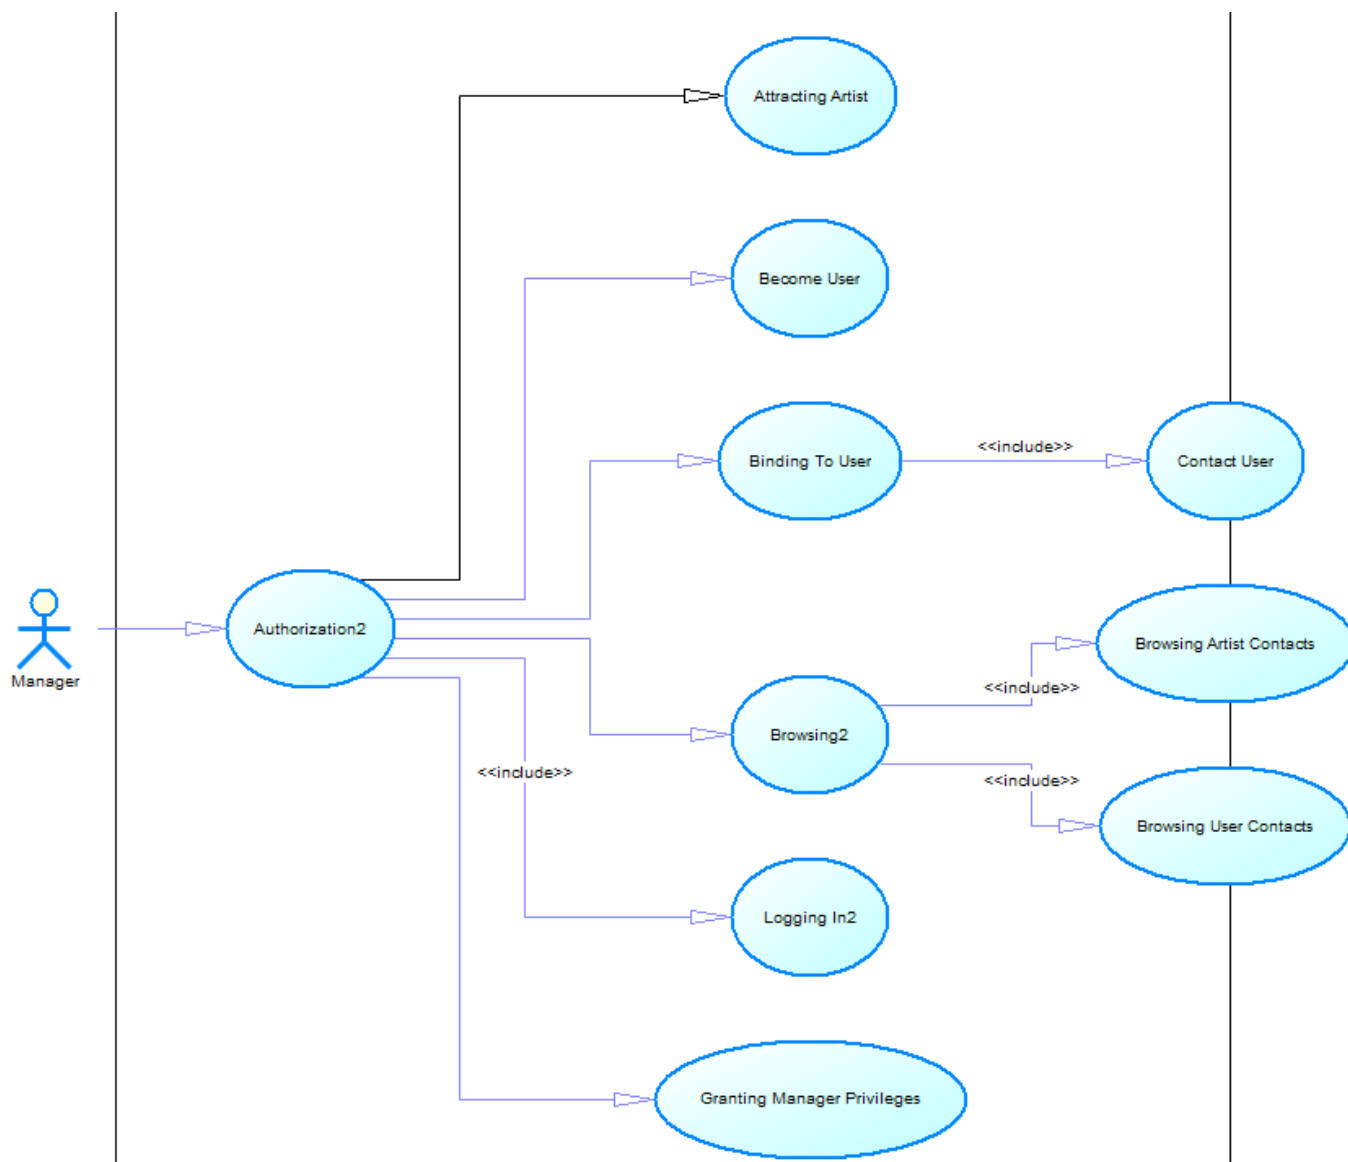 Attracting Artist
Become User
Binding To User
<<include>>
Contact User
Authorization2
Manager
Browsing Artist Contacts
<<include>>
Browsing2
<<include>>
<<include>>
Browsing User Contacts
Logging In2
Granting Manager Privileges